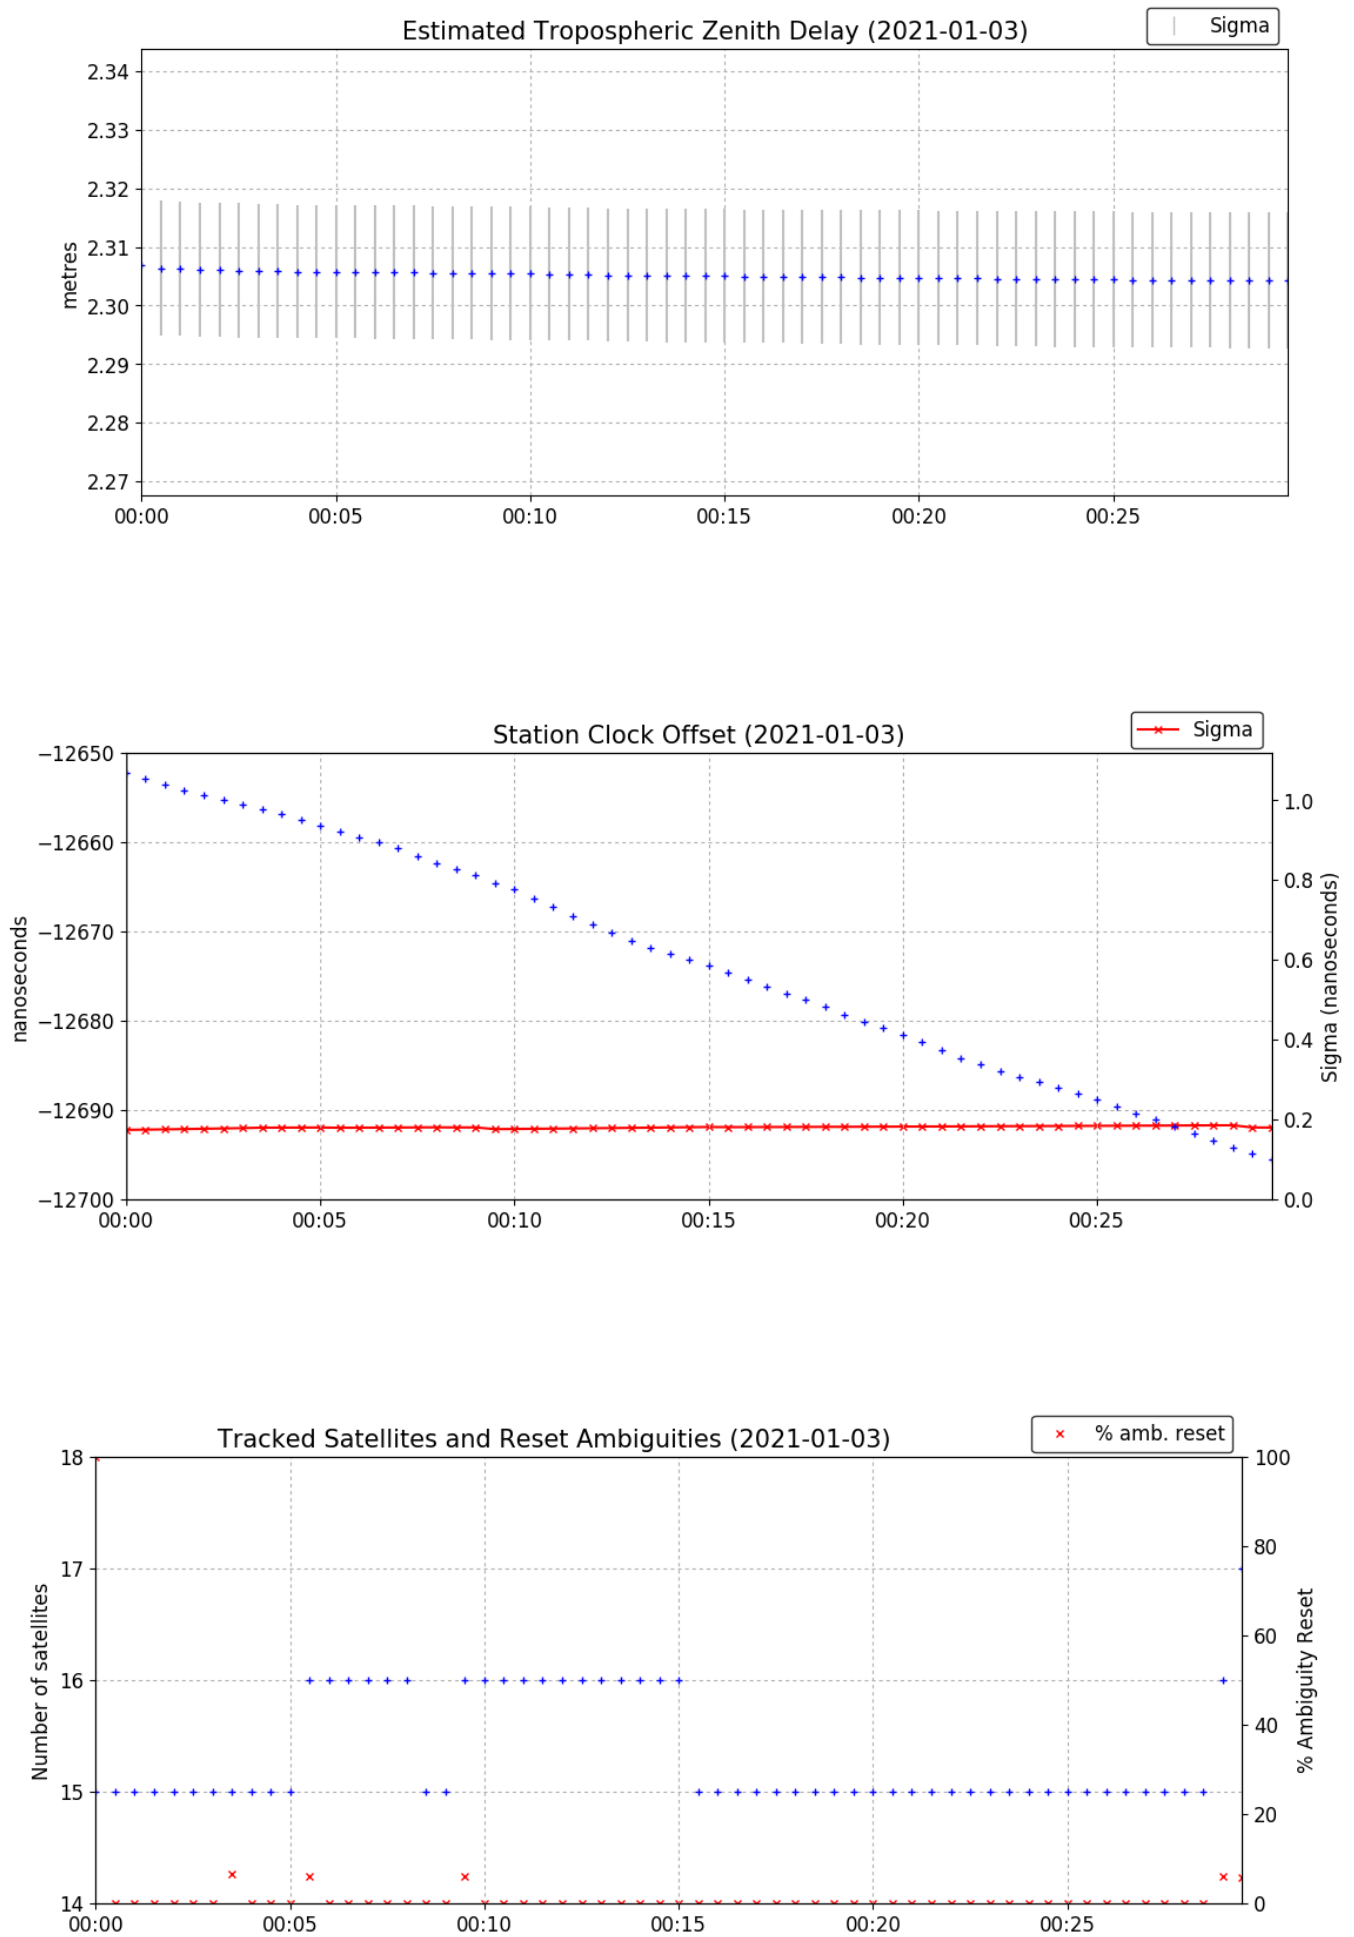 Estimated Tropospheric Zenith Delay (2021-01-03)
Sigma
2.34
2.33
2.32
2.31
2.30
2.29
2.28
2.27
metres
00:00 00:05 00:10 00:15 00:20 00:25
Station Clock Offset (2021-01-03)
Sigma
−12650
−12660
−12670
−12680
−12690
−12700
nanoseconds
1.0
0.8
0.6
0.4
0.2
0.0
Sigma (nanoseconds)
00:00 00:05 00:10 00:15 00:20 00:25
Tracked Satellites and Reset Ambiguities (2021-01-03)
% amb. reset
18
17
16
15
14
Number of satellites
100
80
60
40
20
0
% Ambiguity Reset
00:00 00:05 00:10 00:15 00:20 00:25